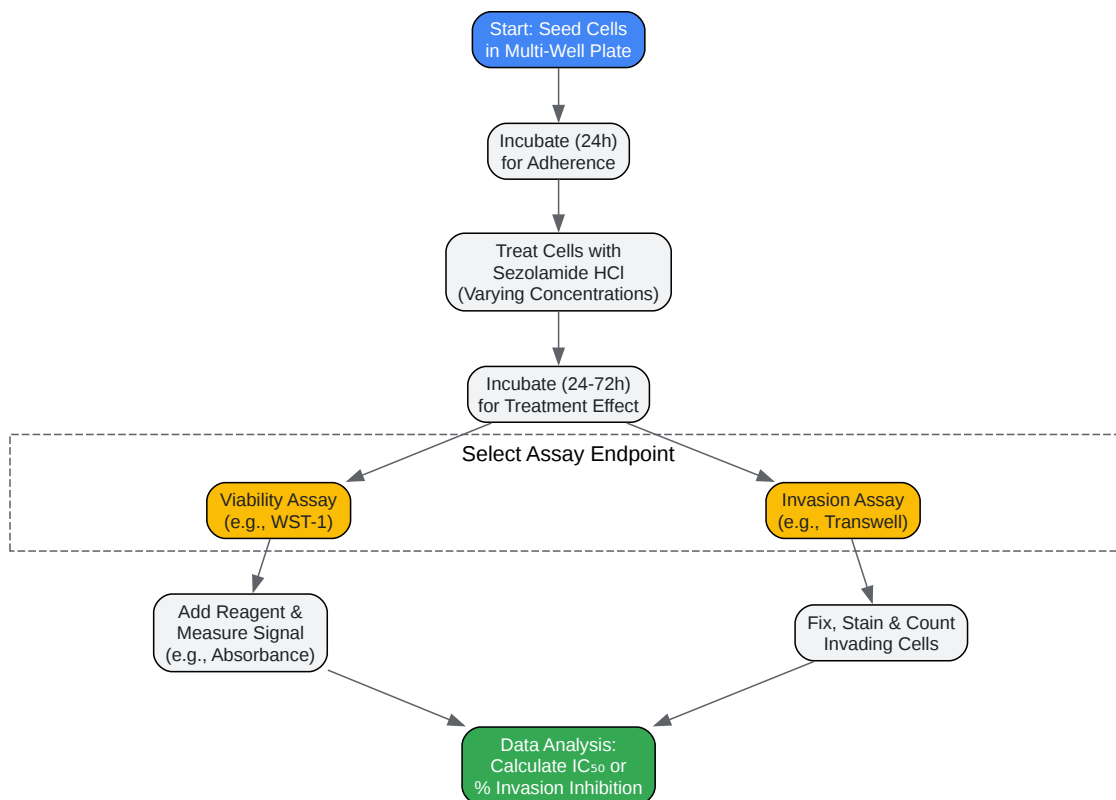 Start: Seed Cells
in Multi-Well Plate
Incubate (24h)
for Adherence
Treat Cells with
Sezolamide HCl
(Varying Concentrations)
Incubate (24-72h)
for Treatment Effect
Select Assay Endpoint
Viability Assay
(e.g., WST-1)
Invasion Assay
(e.g., Transwell)
Add Reagent &
Measure Signal
(e.g., Absorbance)
Fix, Stain & Count
Invading Cells
Data Analysis:
Calculate IC₅₀ or
% Invasion Inhibition